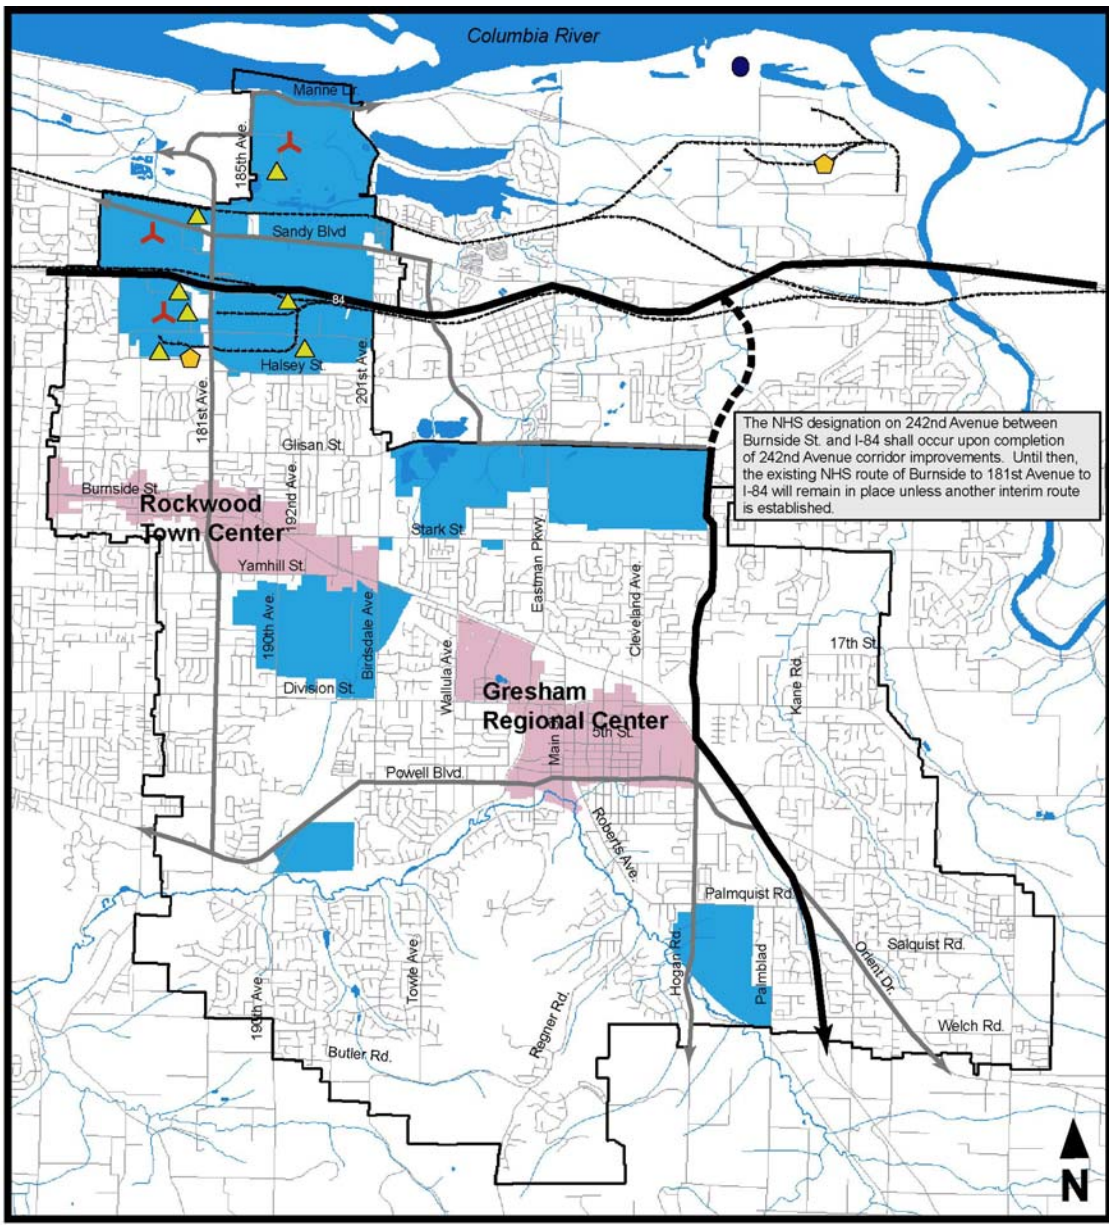 Columbia River
Marine Dr.
185th Ave.
Sandy Blvd
84
Halsey St.
201st Ave.
181st Ave.
The NHS designation on 242nd Avenue between
Burnside St. and I-84 shall occur upon completion
of 242nd Avenue corridor improvements. Until then,
the existing NHS route of Burnside to 181st Avenue to
I-84 will remain in place unless another interim route
is established.
Glisan St.
192nd Ave.
Burnside St.
Rockwood
Town Center
Stark St.
Yamhill St.
Eastman Pkwy.
Cleveland Ave.
190th Ave.
Birdsdale Ave
17th St.
Wallula Ave.
Kane Rd.
Division St.
Gresham
Regional Center
Main St.
5th St.
Powell Blvd.
Roberts Ave.
Palmquist Rd.
Hogan Rd.
Palmblad
Salquist Rd.
Orient Dr.
Towle Ave.
190th Ave
Regner Rd.
Welch Rd.
Butler Rd.
N